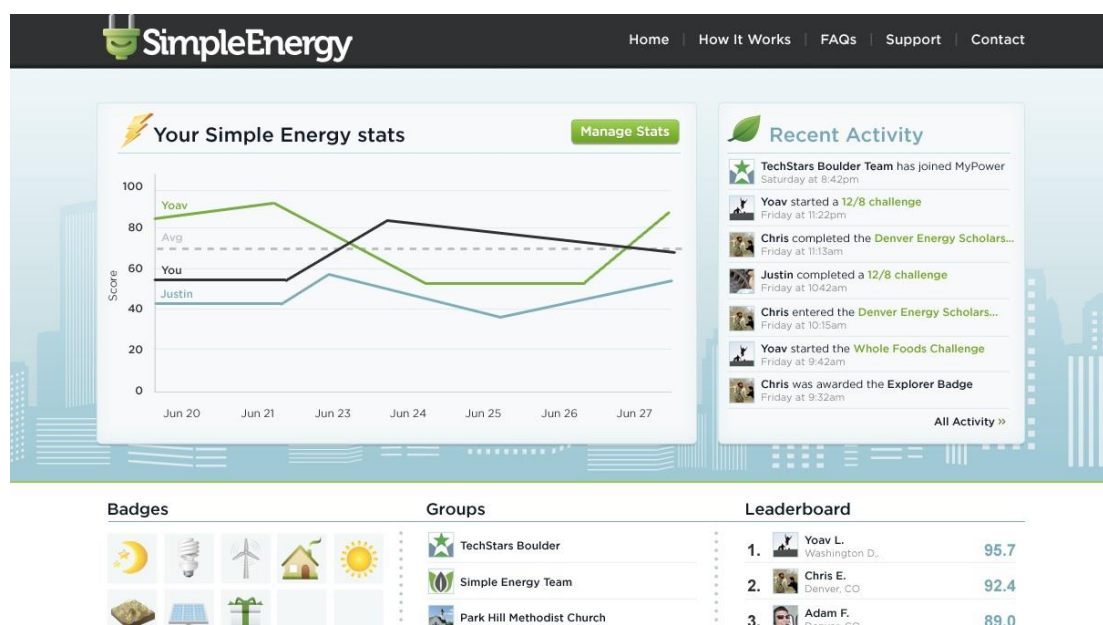 SimpleEnergy
Home | How It Works | FAQs | Support | Contact
Your Simple Energy stats
Manage Stats
100
80
60
40
20
0
Score
Yoav
Avg
You
Justin
Jun 20 Jun 21 Jun 23 Jun 24 Jun 25 Jun 26 Jun 27
Recent Activity
TechStars Boulder Team has joined MyPower
Saturday at 8:42pm
Yoav started a 12/8 challenge
Friday at 11:22pm
Chris completed the Denver Energy Scholars...
Friday at 11:13am
Justin completed a 12/8 challenge
Friday at 1042am
Chris entered the Denver Energy Scholars...
Friday at 10:15am
Yoav started the Whole Foods Challenge
Friday at 9:42am
Chris was awarded the Explorer Badge
Friday at 9:32am
All Activity »
Badges
Groups
TechStars Boulder
Simple Energy Team
Park Hill Methodist Church
Leaderboard
1. Yoav L. 95.7
Washington D,.
2. Chris E. 92.4
Denver, CO
3. Adam F. 89.0